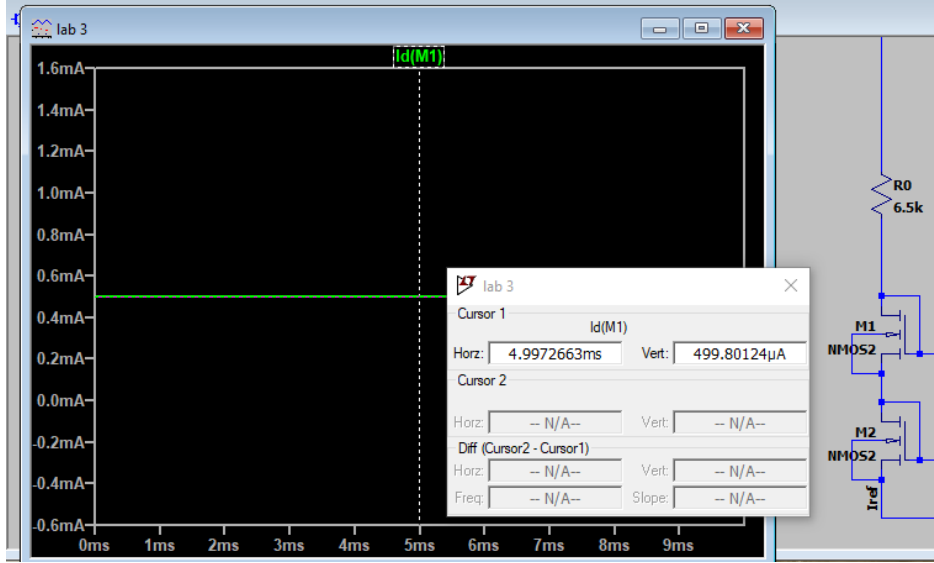 lab 3
Id(M1)
1.6mA
1.4mA
1.2mA
1.0mA
0.8mA
0.6mA
0.4mA
0.2mA
0.0mA
-0.2mA
-0.4mA
-0.6mA
0ms 1ms 2ms 3ms 4ms 5ms 6ms 7ms 8ms 9ms
lab 3
Cursor 1
Id(M1)
Horz: 4.9972663ms Vert: 499.80124µA
Cursor 2
Horz: -- N/A-- Vert: -- N/A--
Diff (Cursor2 - Cursor1)
Horz: -- N/A-- Vert: -- N/A--
Freq: -- N/A-- Slope: -- N/A--
R0
6.5k
M1
NMOS2
M2
NMOS2
Iref